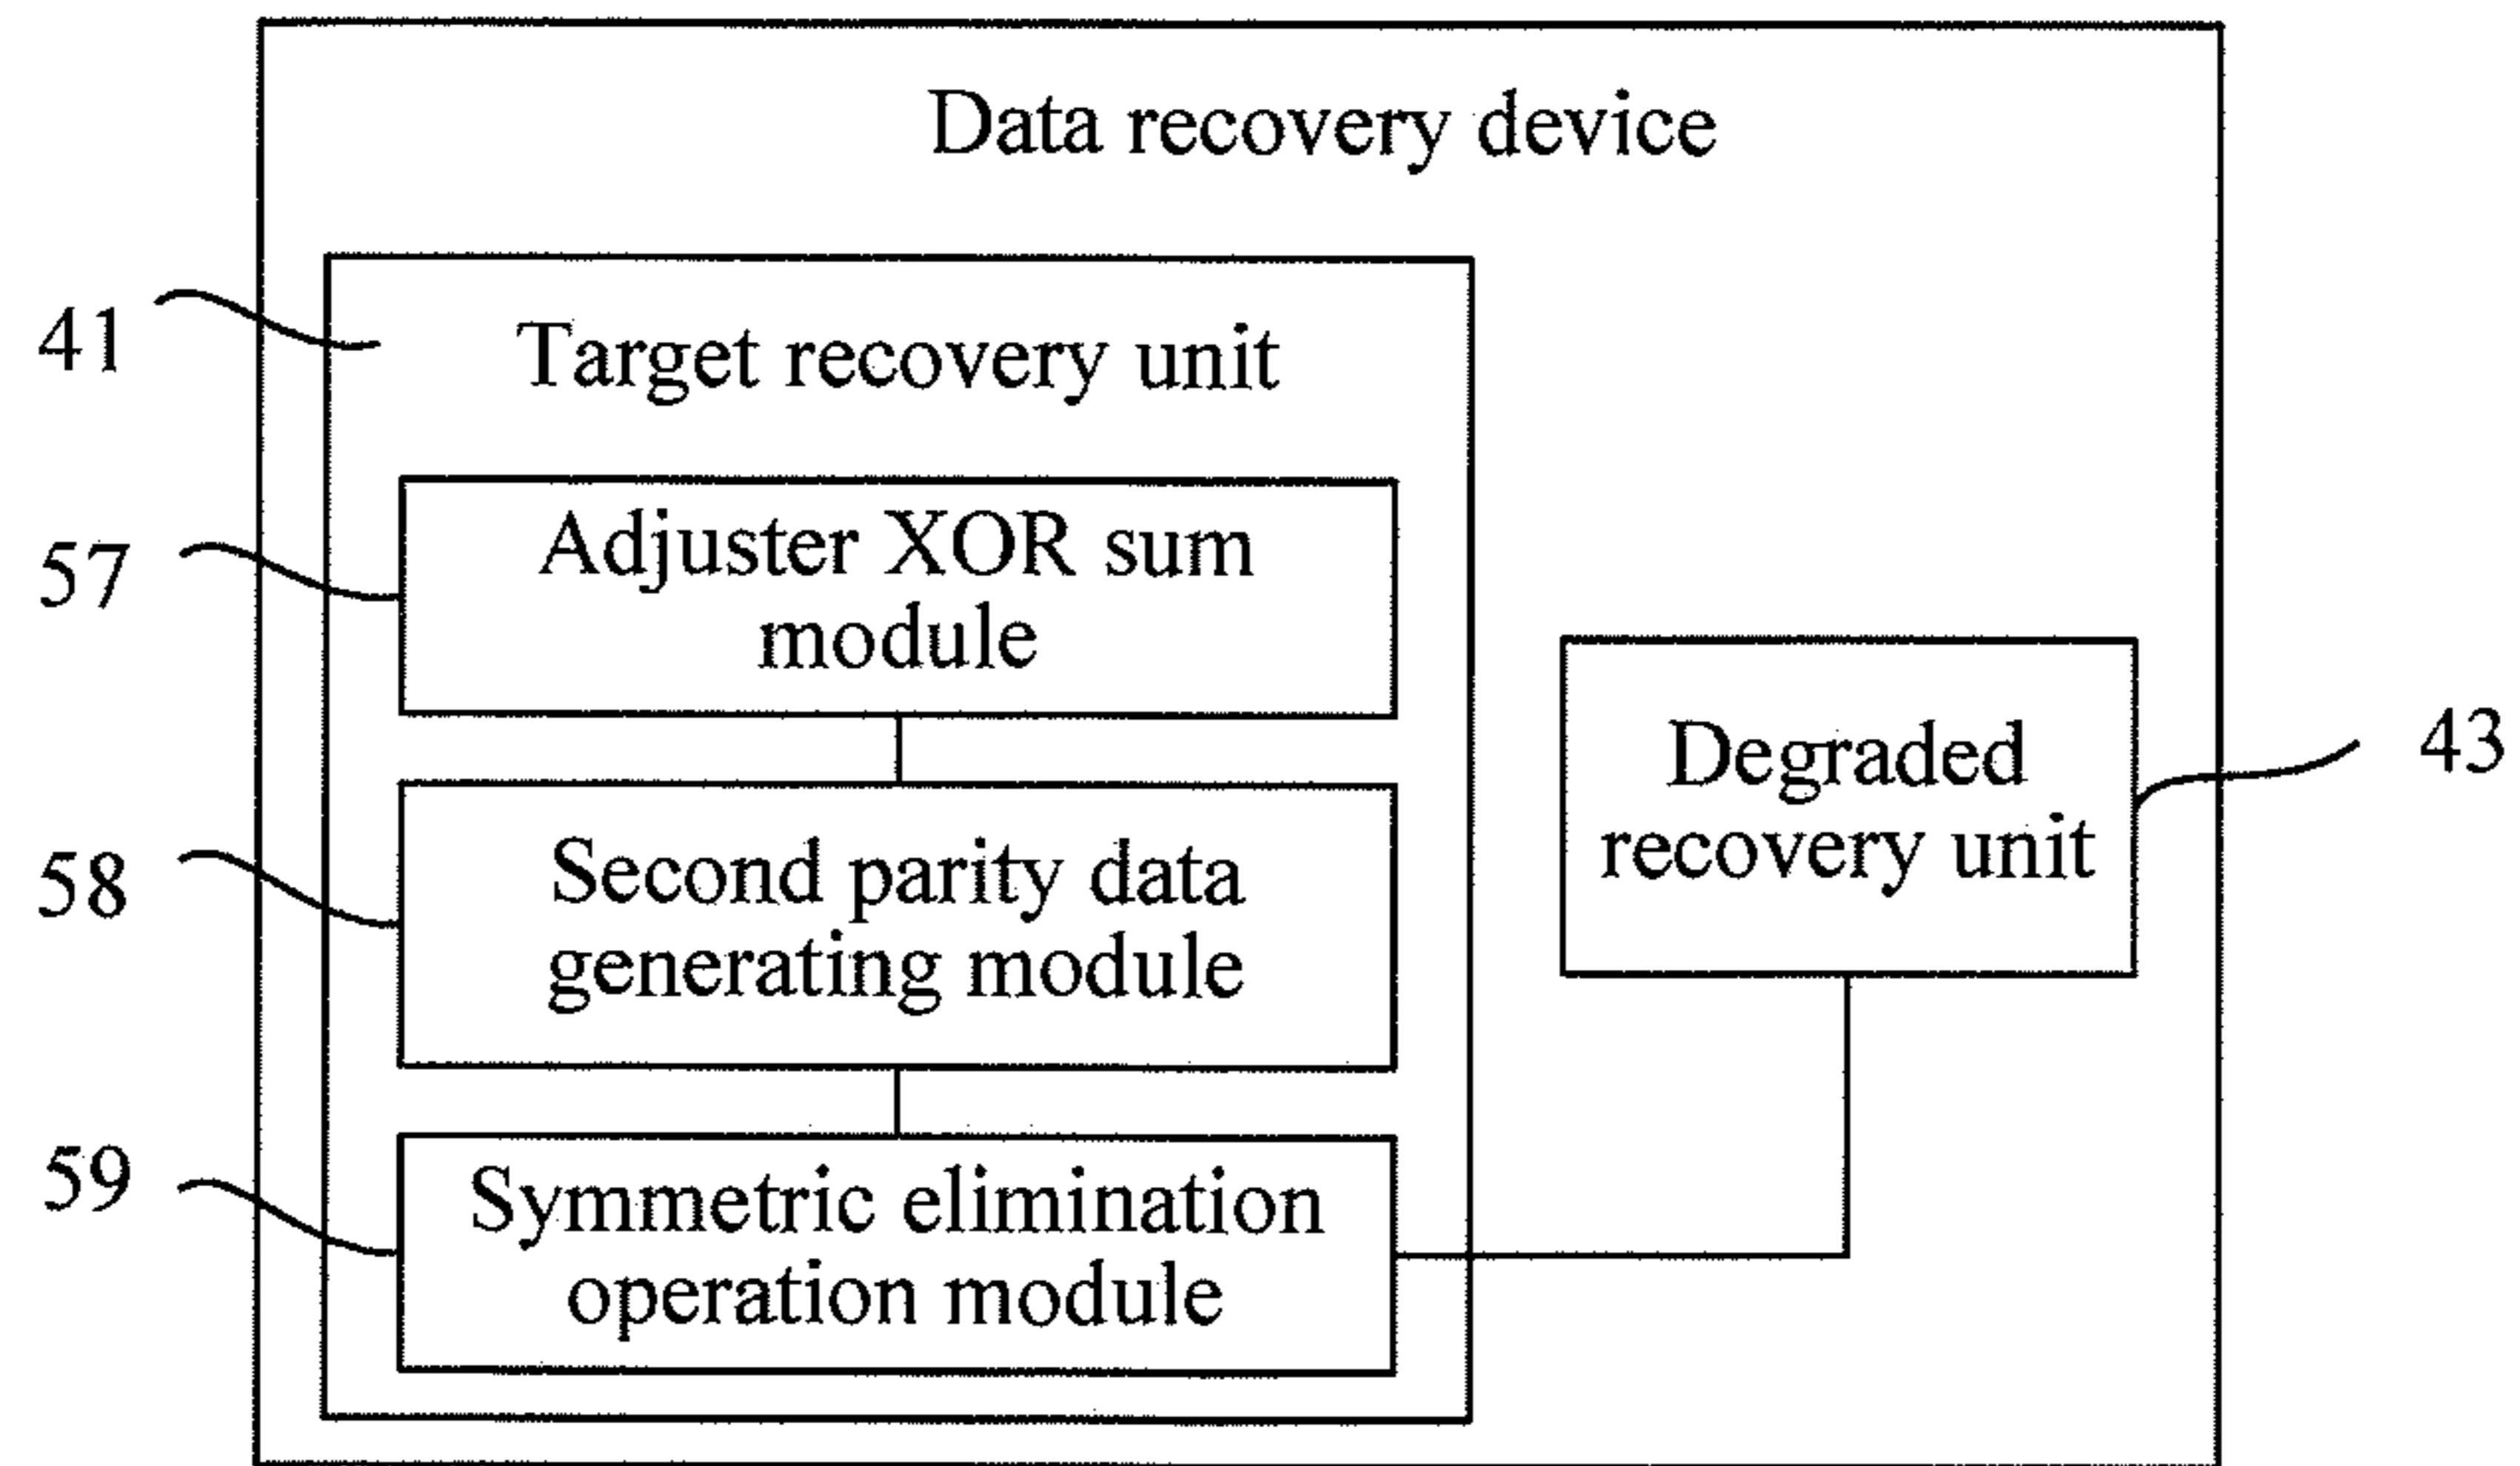 Data recovery device
41
Target recovery unit
57
Adjuster XOR sum
module
58
Second parity data
generating module
59
Symmetric elimination
operation module
Degraded
recovery unit
43